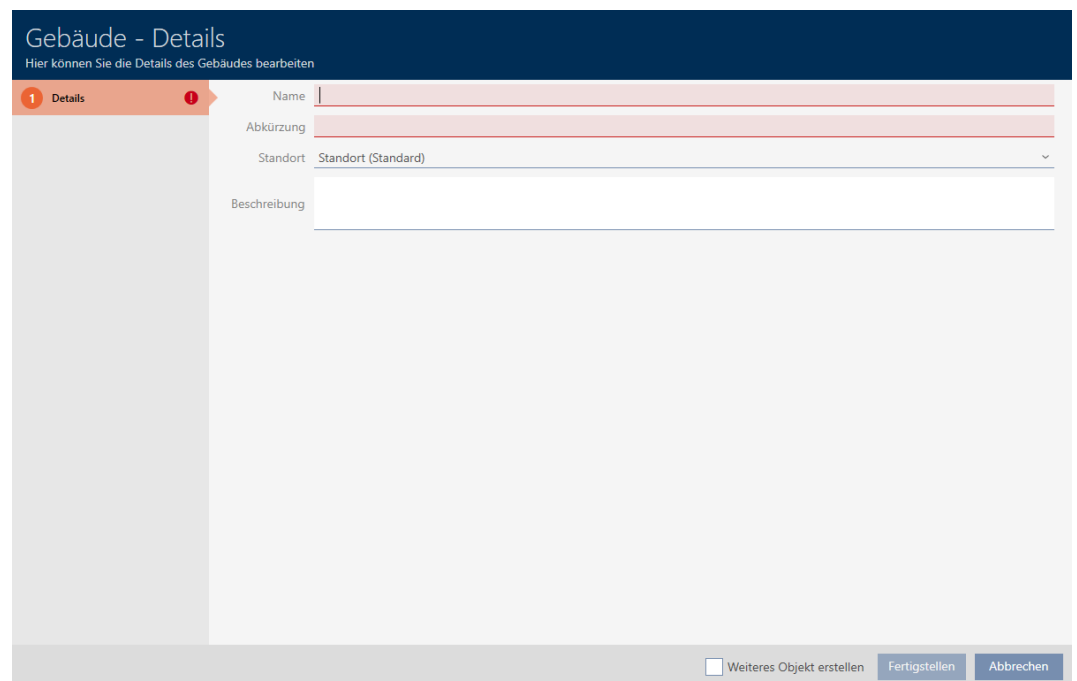 Gebäude - Details
Hier können Sie die Details des Gebäudes bearbeiten
1 Details !
Name
Abkürzung
Standort Standort (Standard)
Beschreibung
Weiteres Objekt erstellen Fertigstellen Abbrechen